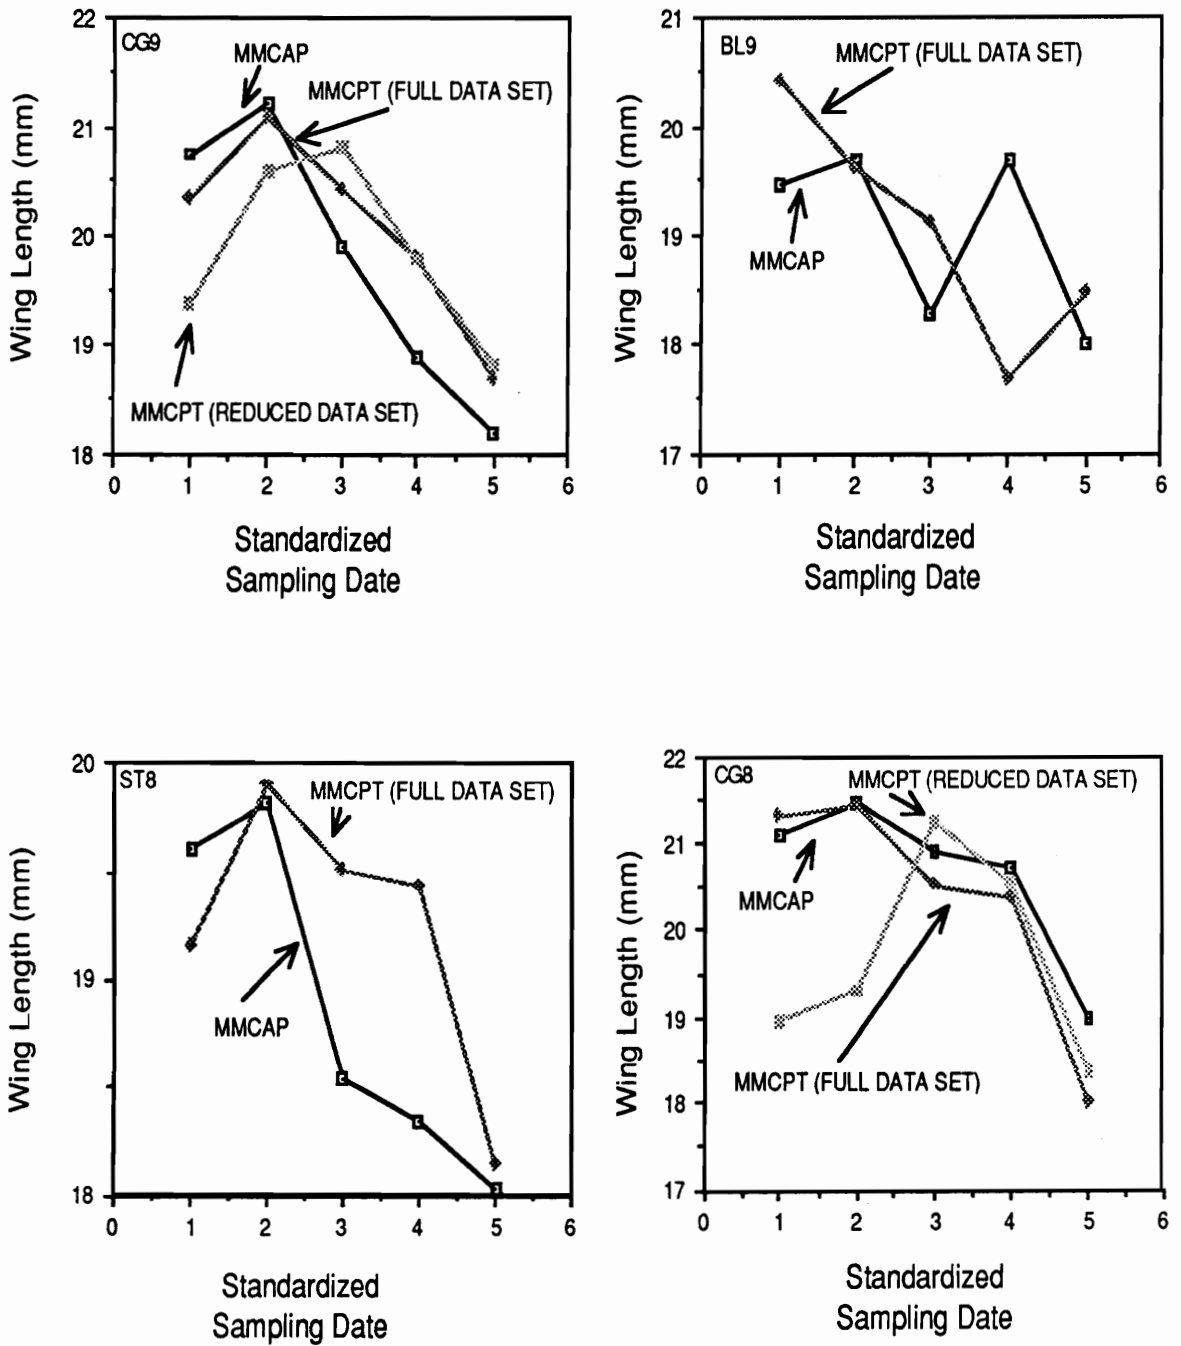 CG9
MMCAP
MMCPT (FULL DATA SET)
MMCPT (REDUCED DATA SET)
Wing Length (mm)
22
21
20
19
18
0 1 2 3 4 5 6
Standardized
Sampling Date
BL9
MMCPT (FULL DATA SET)
MMCAP
Wing Length (mm)
21
20
19
18
17
0 1 2 3 4 5 6
Standardized
Sampling Date
ST8
MMCPT (FULL DATA SET)
MMCAP
Wing Length (mm)
20
19
18
0 1 2 3 4 5 6
Standardized
Sampling Date
CG8
MMCPT (REDUCED DATA SET)
MMCAP
MMCPT (FULL DATA SET)
Wing Length (mm)
22
21
20
19
18
17
0 1 2 3 4 5 6
Standardized
Sampling Date